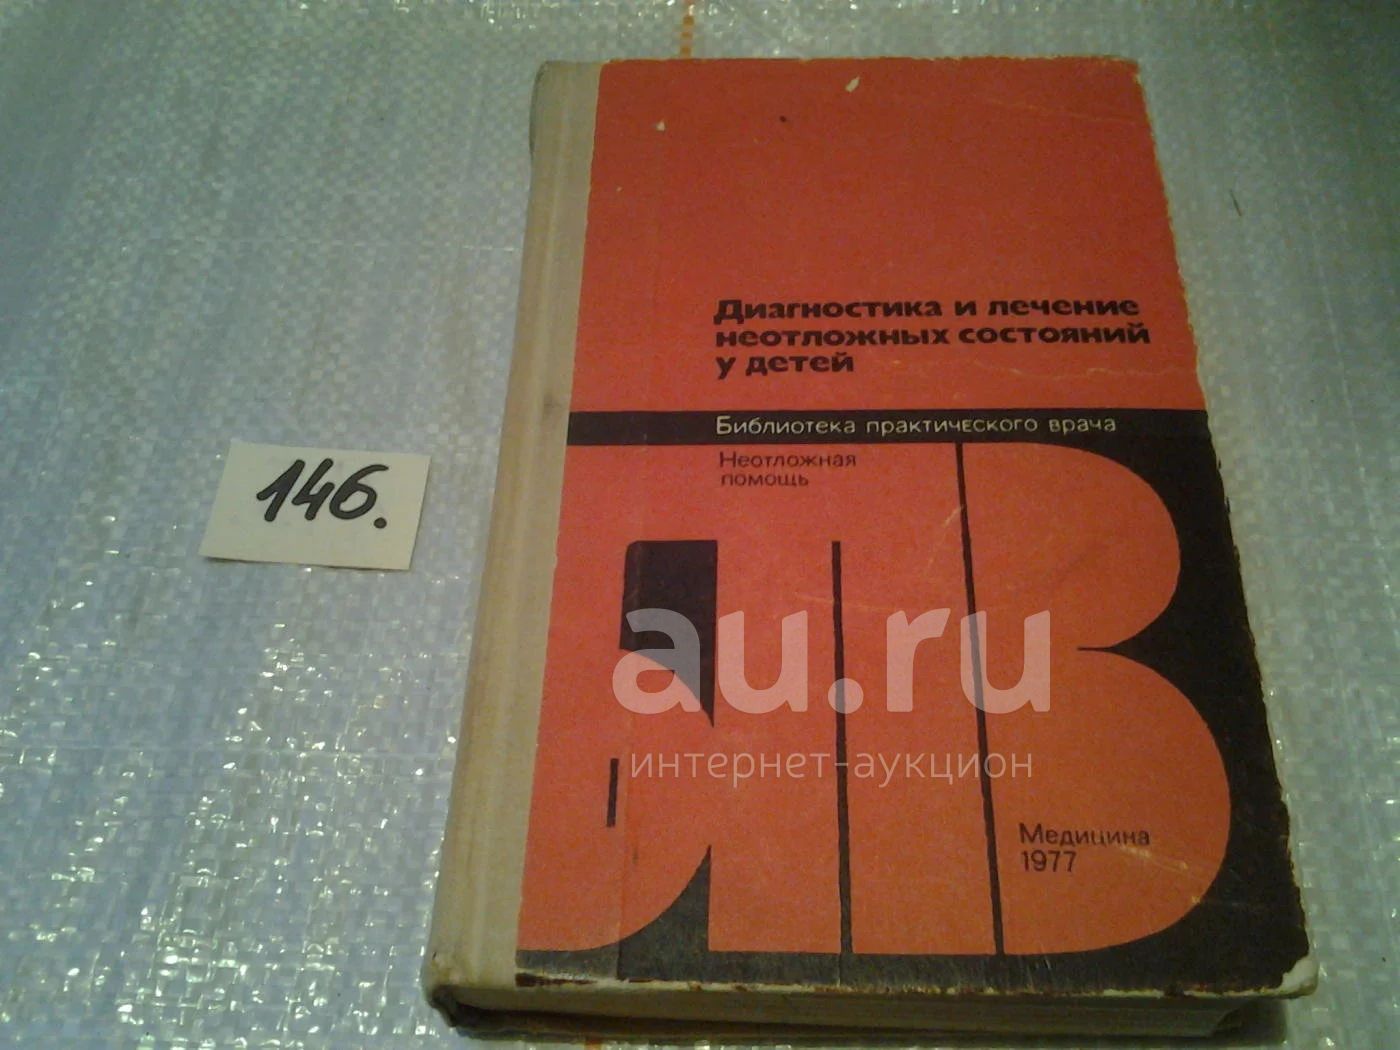 Диагностика и лечение
неотложных состояний
у детей
Библиотека практического врача
Неотложная
помощь
146.
au.ru
интернет-аукцион
Медицина
1977